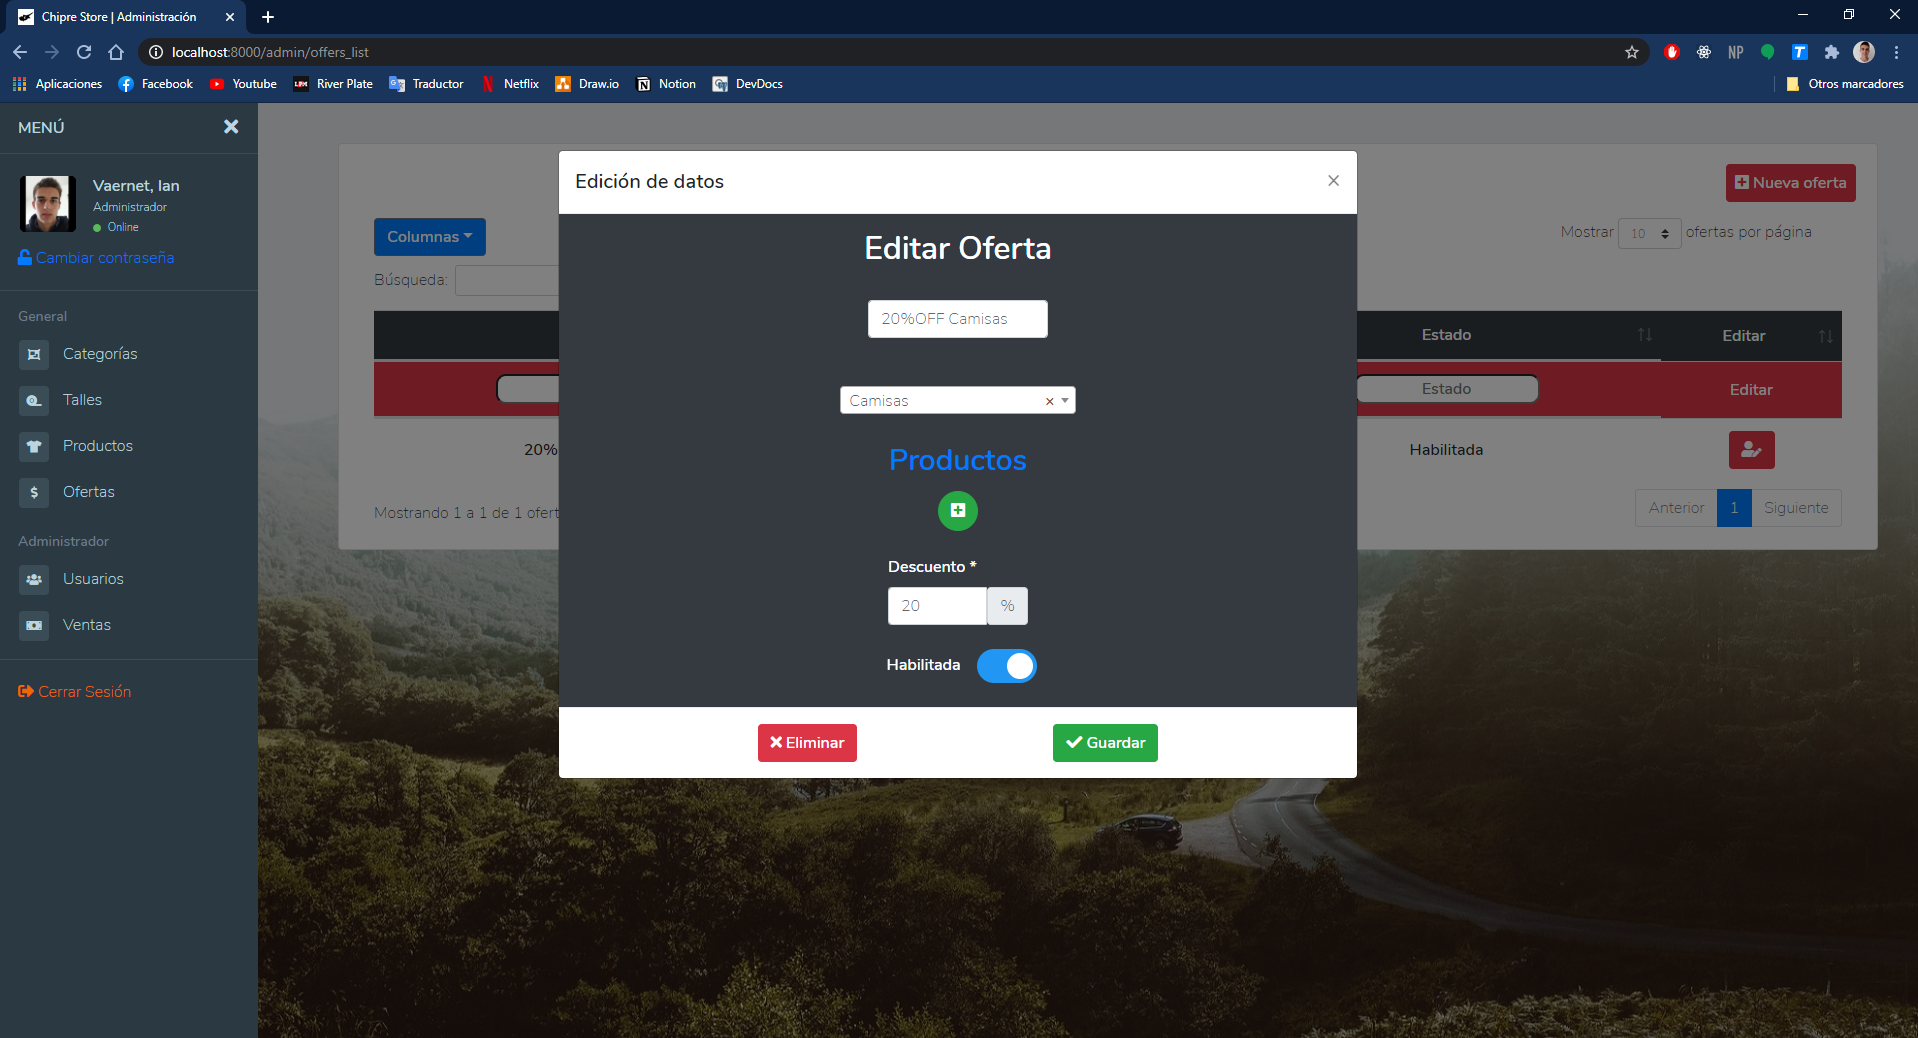 Chipre Store | Administración
localhost:8000/admin/offers_list
NP
Aplicaciones Facebook Youtube River Plate Traductor Netflix Draw.io Notion DevDocs Otros marcadores
MENÚ
Vaernet, Ian
Administrador
Online
Cambiar contraseña
General
Categorías
Talles
Productos
Ofertas
Administrador
Usuarios
Ventas
Cerrar Sesión
Nueva oferta
Columnas
Mostrar 10 ofertas por página
Búsqueda:
Estado Editar
Estado Editar
20% Habilitada
Mostrando 1 a 1 de 1 ofert
Anterior 1 Siguiente
Edición de datos ×
Editar Oferta
20%OFF Camisas
Camisas ×
Productos
Descuento *
20 %
Habilitada
Eliminar Guardar